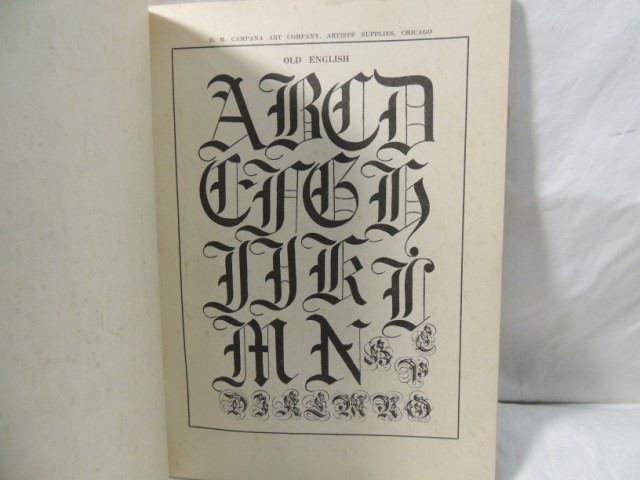 D. M. CAMPANA ART COMPANY. ARTISTS' SUPPLIES, CHICAGO
OLD ENGLISH
ABCD
EFGH
IJKL
MN